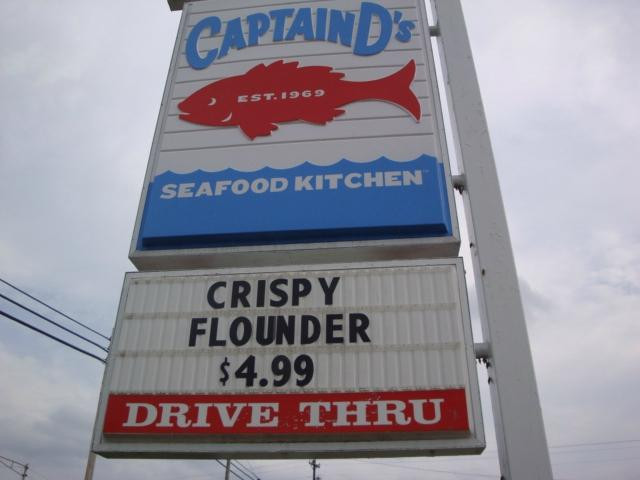 CAPTAIN D's
EST. 1969
SEAFOOD KITCHEN
CRISPY
FLOUNDER
$4.99
DRIVE THRU